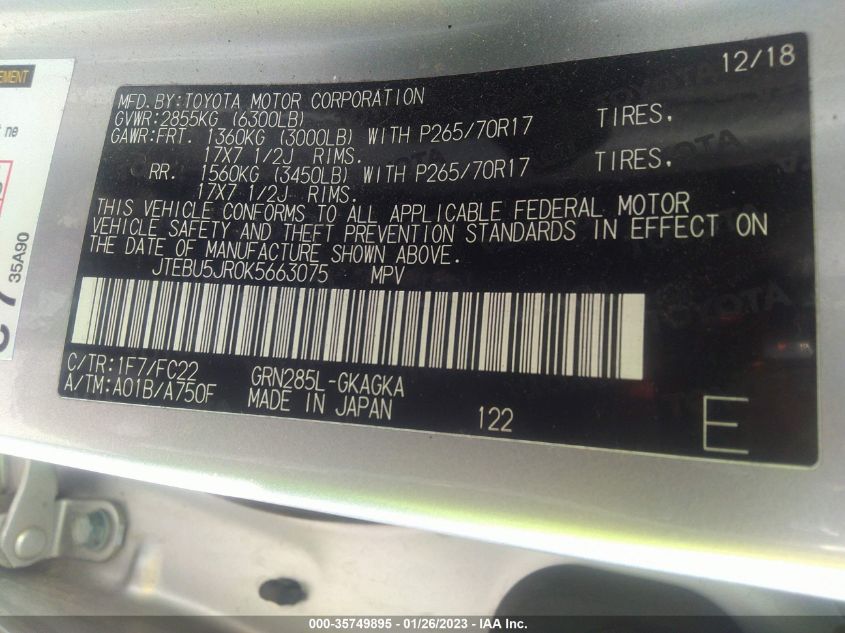 EMENT
t ne
35A90
12/18
MFD.BY:TOYOTA MOTOR CORPORATION
GVWR:2855KG (6300LB)
GAWR:FRT. 1360KG (3000LB) WITH P265/70R17 TIRES,
17X7 1/2J RIMS.
RR. 1560KG (3450LB) WITH P265/70R17 TIRES,
17X7 1/2J RIMS.
THIS VEHICLE CONFORMS TO ALL APPLICABLE FEDERAL MOTOR
VEHICLE SAFETY AND THEFT PREVENTION STANDARDS IN EFFECT ON
THE DATE OF MANUFACTURE SHOWN ABOVE.
JTEBU5JR0K5663075 MPV
C/TR:1F7/FC22 GRN285L-GKAGKA
A/TM:A01B/A750F MADE IN JAPAN 122 E
000-35749895 - 01/26/2023 - IAA Inc.